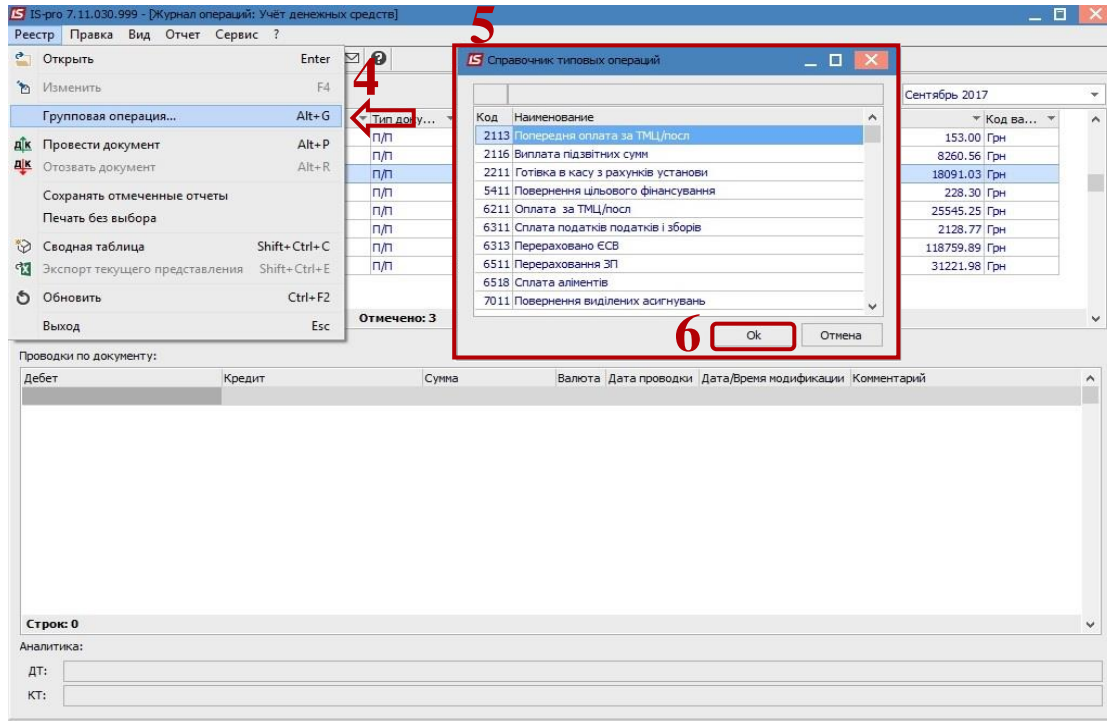 IS-pro 7.11.030.999 - [Журнал операций: Учёт денежных средств]
Реестр Правка Вид Отчет Сервис ?
Открыть Enter
Изменить F4
Групповая операция... Alt+G
Провести документ Alt+P
Отозвать документ Alt+R
Сохранять отмеченные отчеты
Печать без выбора
Сводная таблица Shift+Ctrl+C
Экспорт текущего представления Shift+Ctrl+E
Обновить Ctrl+F2
Выход Esc
4
Тип доку...
П/П
П/П
П/П
П/П
П/П
П/П
П/П
П/П
Отмечено: 3
5
Справочник типовых операций
Код Наименование
2113 Попередня оплата за ТМЦ/посл
2116 Виплата підзвітних сумм
2211 Готівка в касу з рахунків установи
5411 Повернення цільового фінансування
6211 Оплата за ТМЦ/посл
6311 Сплата податків податків і зборів
6313 Перераховано ЄСВ
6511 Перераховання ЗП
6518 Сплата аліментів
7011 Повернення виділених асигнувань
6
Ok Отмена
Сентябрь 2017
Код ва...
153.00 Грн
8260.56 Грн
18091.03 Грн
228.30 Грн
25545.25 Грн
2128.77 Грн
118759.89 Грн
31221.98 Грн
Проводки по документу:
Дебет Кредит Сумма Валюта Дата проводки Дата/Время модификации Комментарий
Строк: 0
Аналитика:
ДТ:
КТ: